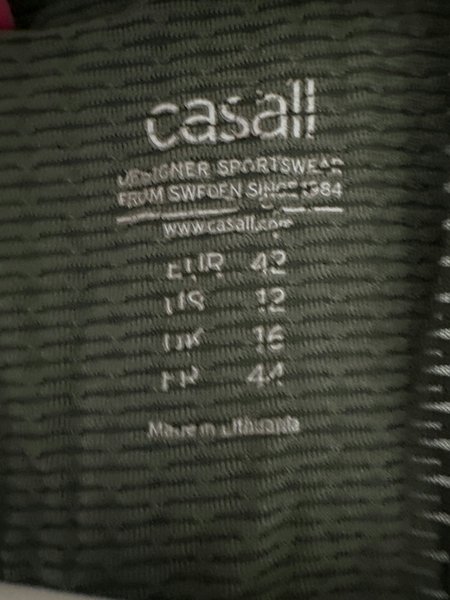 casall
DESIGNER SPORTSWEAR
FROM SWEDEN SINCE 1984
www.casall.com
EUR 42
US 12
UK 16
FR 44
Made in Lithuania